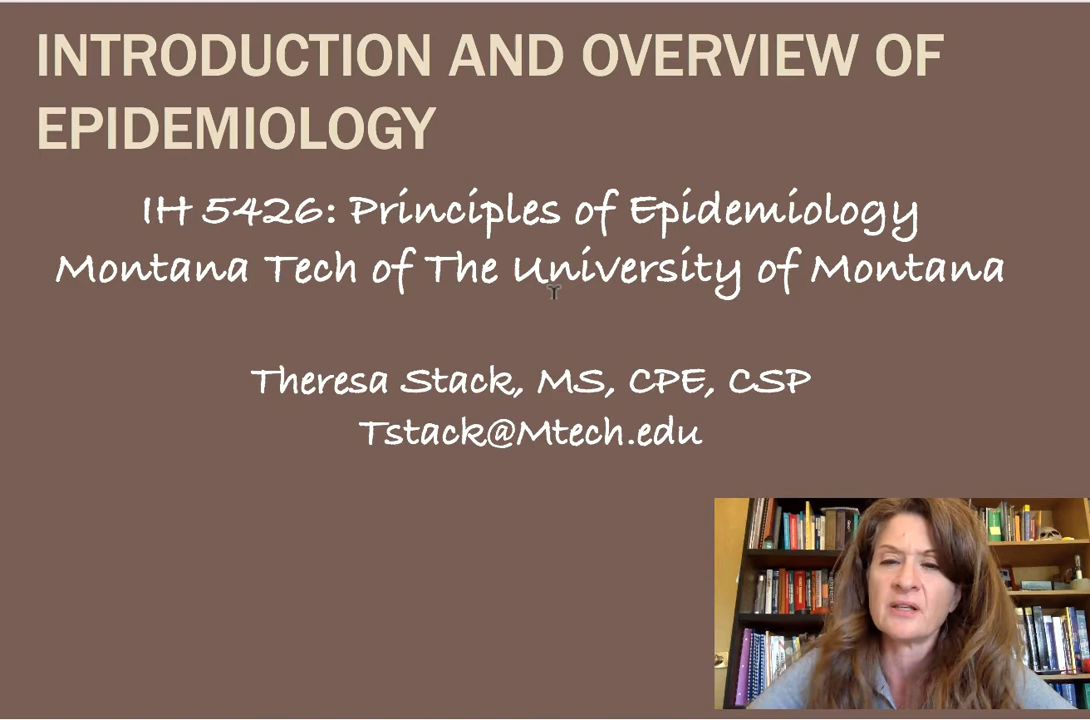 INTRODUCTION AND OVERVIEW OF
EPIDEMIOLOGY
IH 5426: Principles of Epidemiology
Montana Tech of The University of Montana
Theresa Stack, MS, CPE, CSP
Tstack@Mtech.edu